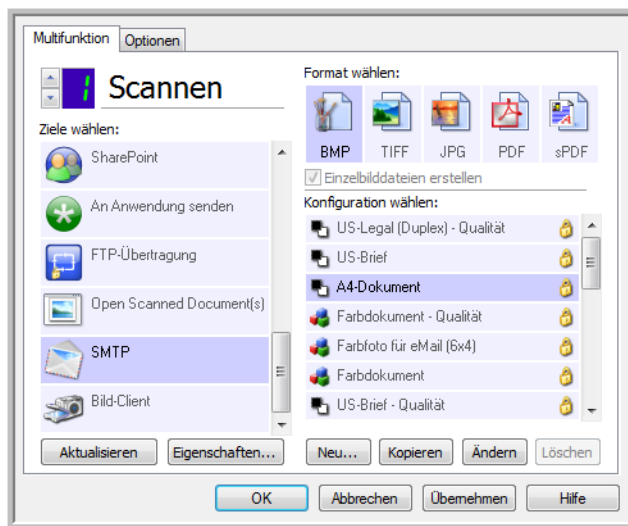 Multifunktion
Optionen
1
Scannen
Ziele wählen:
SharePoint
An Anwendung senden
FTP-Übertragung
Open Scanned Document(s)
SMTP
Bild-Client
Aktualisieren
Eigenschaften...
Format wählen:
BMP TIFF JPG PDF sPDF
Einzelbilddateien erstellen
Konfiguration wählen:
US-Legal (Duplex) - Qualität
US-Brief
A4-Dokument
Farbdokument - Qualität
Farbfoto für eMail (6x4)
Farbdokument
US-Brief - Qualität
Neu... Kopieren Ändern Löschen
OK Abbrechen Übernehmen Hilfe